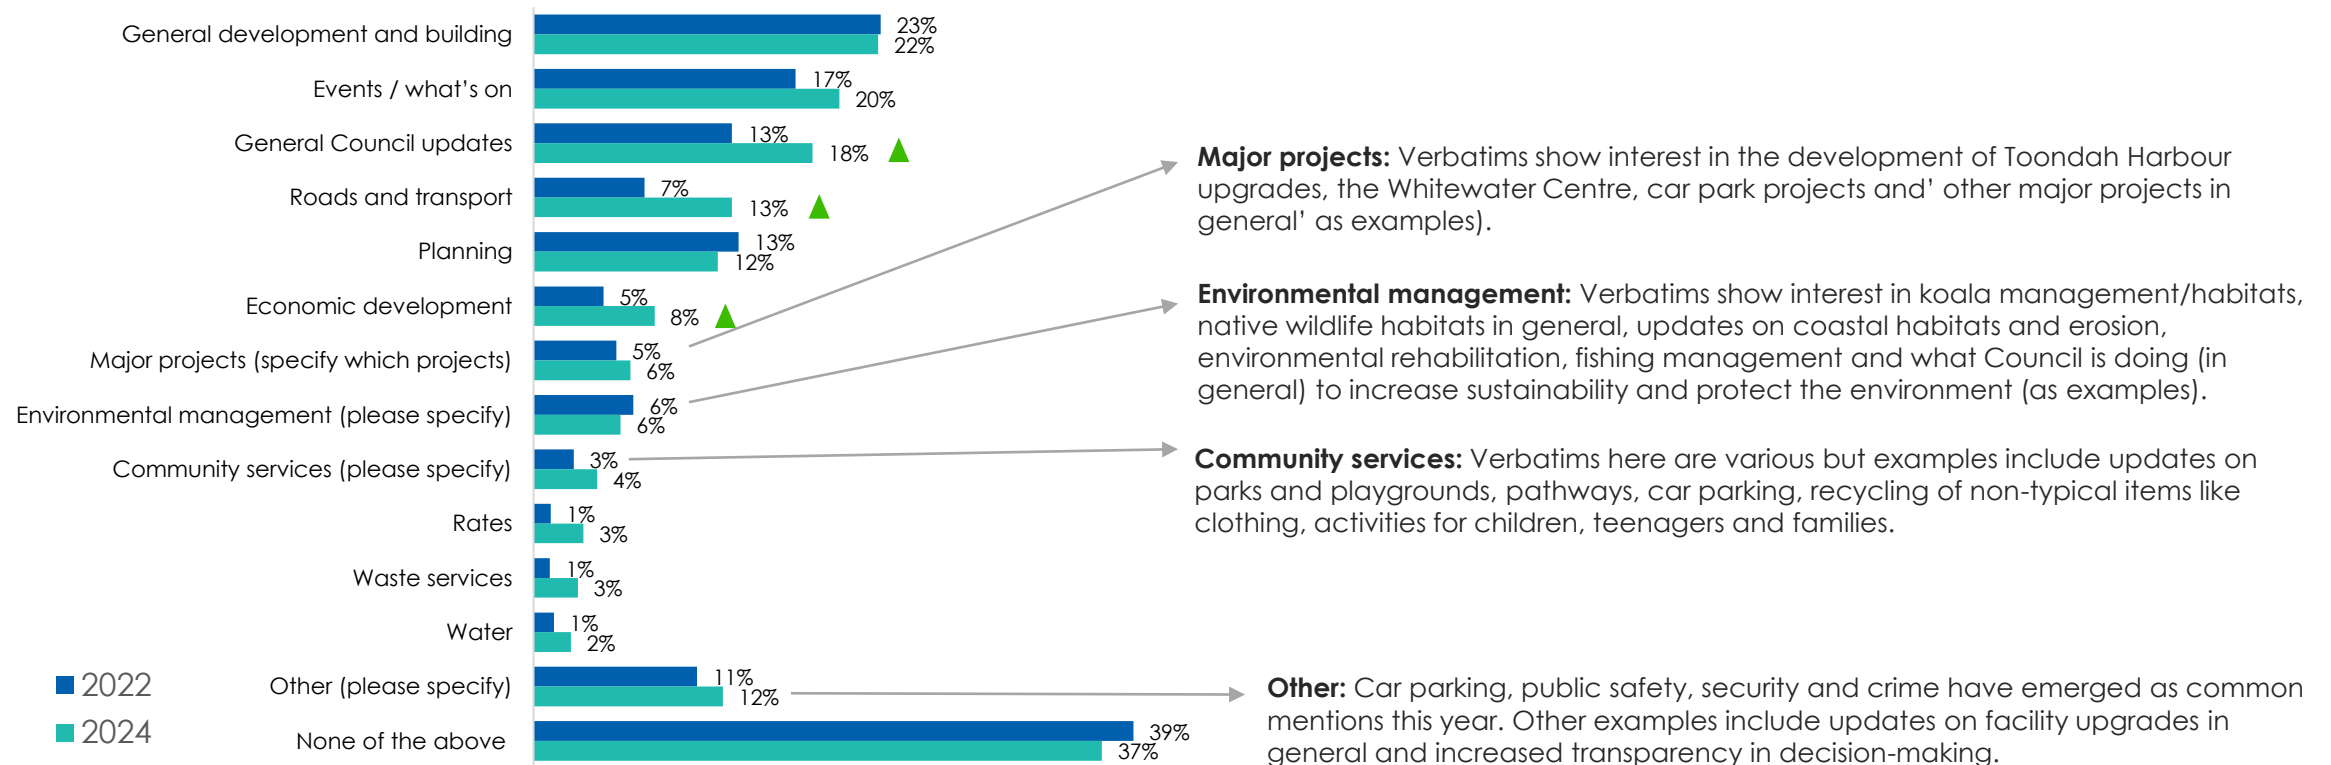 General development and building
23%
22%
Events / what's on
17%
20%
General Council updates
13%
18%
Roads and transport
7%
13%
Planning
13%
12%
Economic development
5%
8%
Major projects (specify which projects)
5%
6%
Environmental management (please specify)
6%
6%
Community services (please specify)
3%
4%
Rates
1%
3%
Waste services
1%
3%
Water
1%
2%
Other (please specify)
11%
12%
None of the above
39%
37%
2022
2024
Major projects: Verbatims show interest in the development of Toondah Harbour
upgrades, the Whitewater Centre, car park projects and' other major projects in
general' as examples).
Environmental management: Verbatims show interest in koala management/habitats,
native wildlife habitats in general, updates on coastal habitats and erosion,
environmental rehabilitation, fishing management and what Council is doing (in
general) to increase sustainability and protect the environment (as examples).
Community services: Verbatims here are various but examples include updates on
parks and playgrounds, pathways, car parking, recycling of non-typical items like
clothing, activities for children, teenagers and families.
Other: Car parking, public safety, security and crime have emerged as common
mentions this year. Other examples include updates on facility upgrades in
general and increased transparency in decision-making.